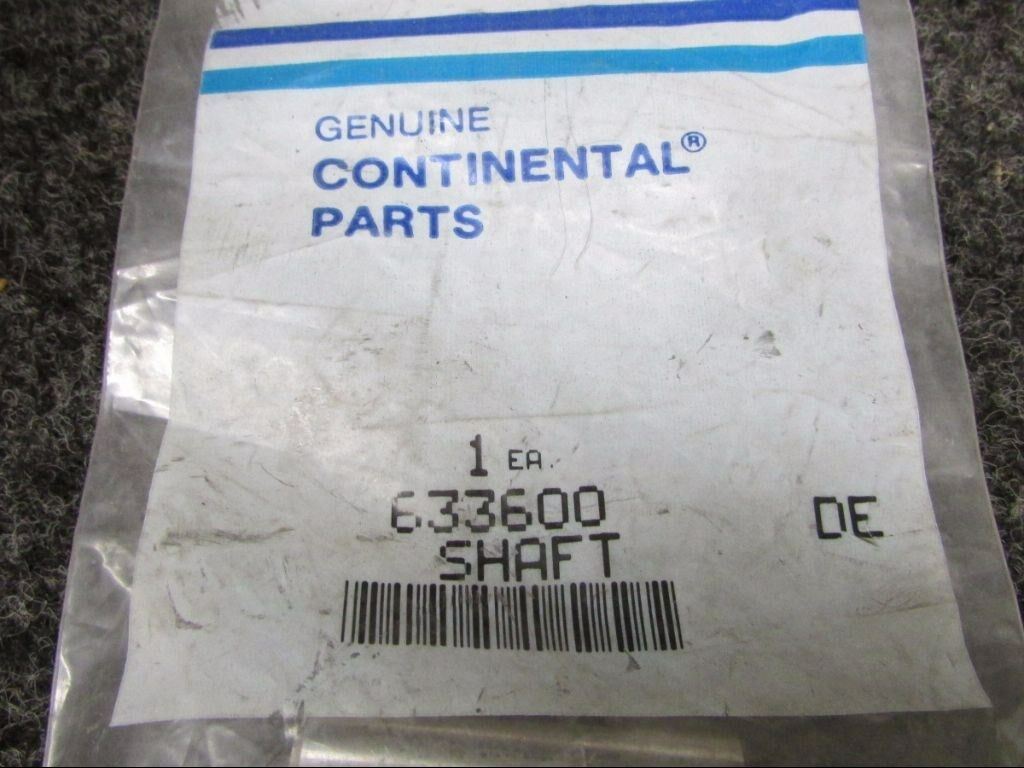 GENUINE
CONTINENTAL®
PARTS
1 EA.
633600 DE
SHAFT